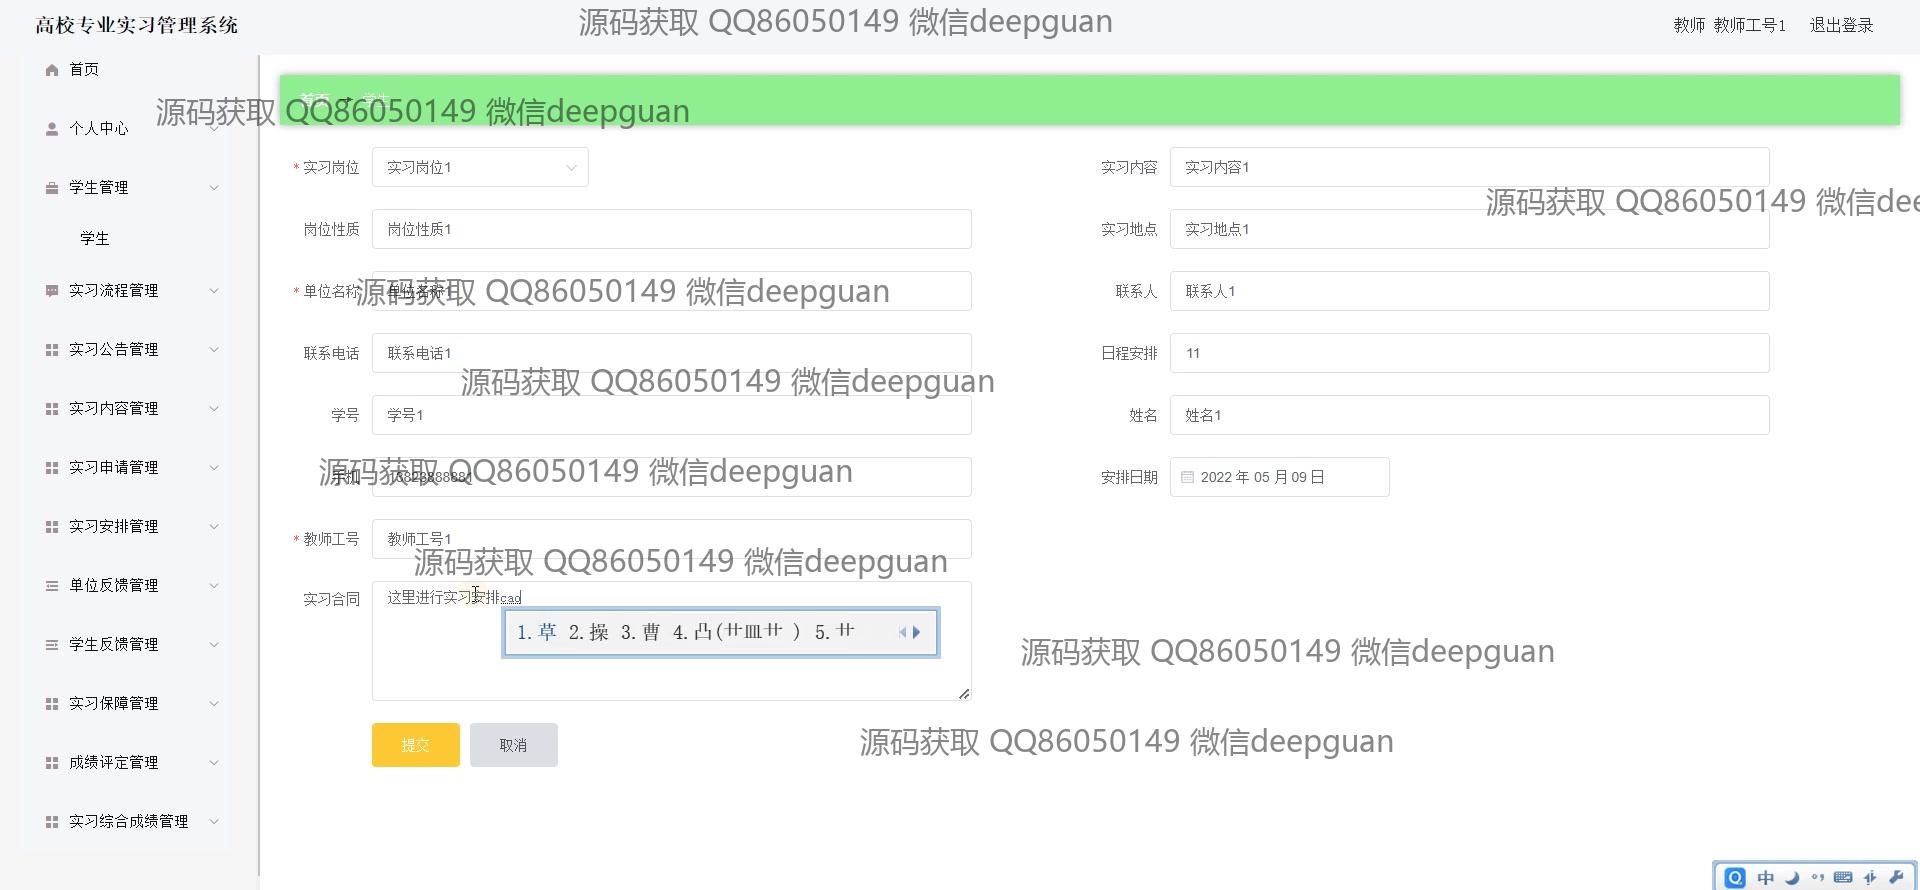 高校专业实习管理系统
源码获取 QQ86050149 微信deepguan
教师 教师工号1 退出登录
首页
首页
学生
源码获取 QQ86050149 微信deepguan
个人中心
* 实习岗位 实习岗位1
实习内容 实习内容1
学生管理
源码获取 QQ86050149 微信dee
岗位性质 岗位性质1
实习地点 实习地点1
学生
实习流程管理
* 单位名称 单位名称1
源码获取 QQ86050149 微信deepguan
联系人 联系人1
实习公告管理
联系电话 联系电话1
日程安排 11
源码获取 QQ86050149 微信deepguan
实习内容管理
学号 学号1
姓名 姓名1
实习申请管理
手机
源码获取 QQ86050149 微信deepguan
安排日期 2022 年 05 月 09 日
实习安排管理
* 教师工号 教师工号1
源码获取 QQ86050149 微信deepguan
单位反馈管理
实习合同 这里进行实习安排cao
1.草 2.操 3.曹 4.凸(艹皿艹 ) 5.艹
学生反馈管理
源码获取 QQ86050149 微信deepguan
实习保障管理
提交 取消
源码获取 QQ86050149 微信deepguan
成绩评定管理
实习综合成绩管理
中